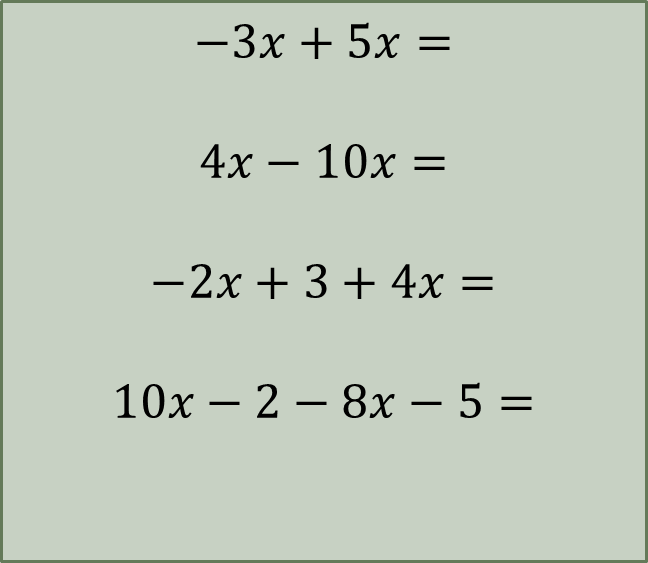 −3x + 5x =
4x − 10x =
−2x + 3 + 4x =
10x − 2 − 8x − 5 =